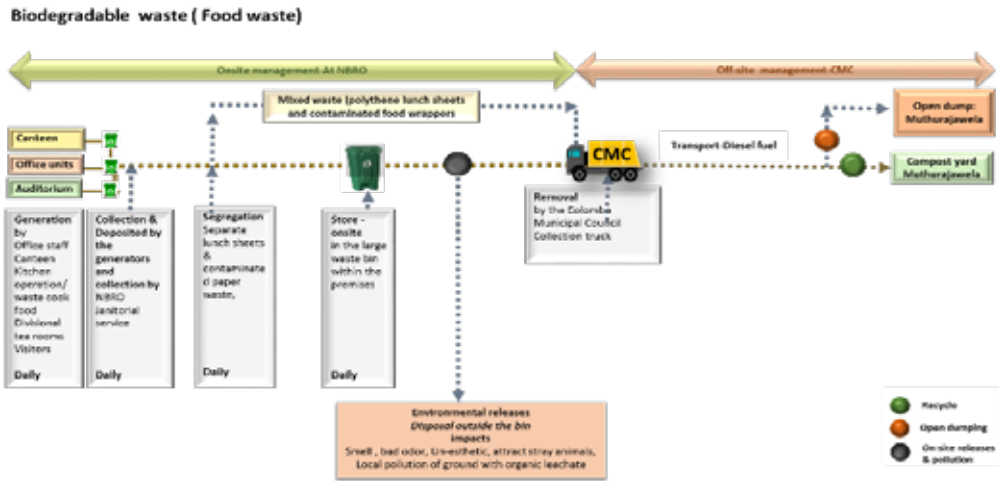 Biodegradable waste ( Food waste)
Onsite management-At NBRO
Off-site management-CMC
Mixed waste (polythene lunch sheets
and contaminated food wrappers
Open dump:
Muthurajawela
Canteen
Office units
Auditorium
CMC
Transport-Diesel fuel
Compost yard
Muthurajawela
Generation
by
Office staff
Canteen
Kitchen
operation/
waste cook
food
Divisional
tea rooms
Visitors
Daily
Collection &
Deposited by
the
generators
and
collection by
NBRO
Janitorial
service
Daily
Segregation
Separate
lunch sheets
&
contaminate
d paper
waste,
Daily
Store -
onsite
in the large
waste bin
within the
premises
Daily
Removal
by the Colombo
Municipal Council
Collection truck
Environmental releases
Disposal outside the bin
impacts
Smell , bad odor, Un-esthetic, attract stray animals,
Local pollution of ground with organic leachate
Recycle
Open dumping
On-site releases
& pollution